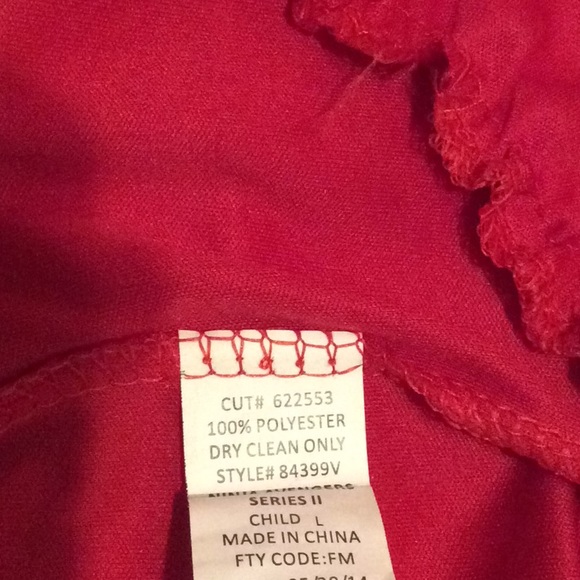 CUT# 622553
100% POLYESTER
DRY CLEAN ONLY
STYLE# 84399V
SERIES II
CHILD L
MADE IN CHINA
FTY CODE:FM